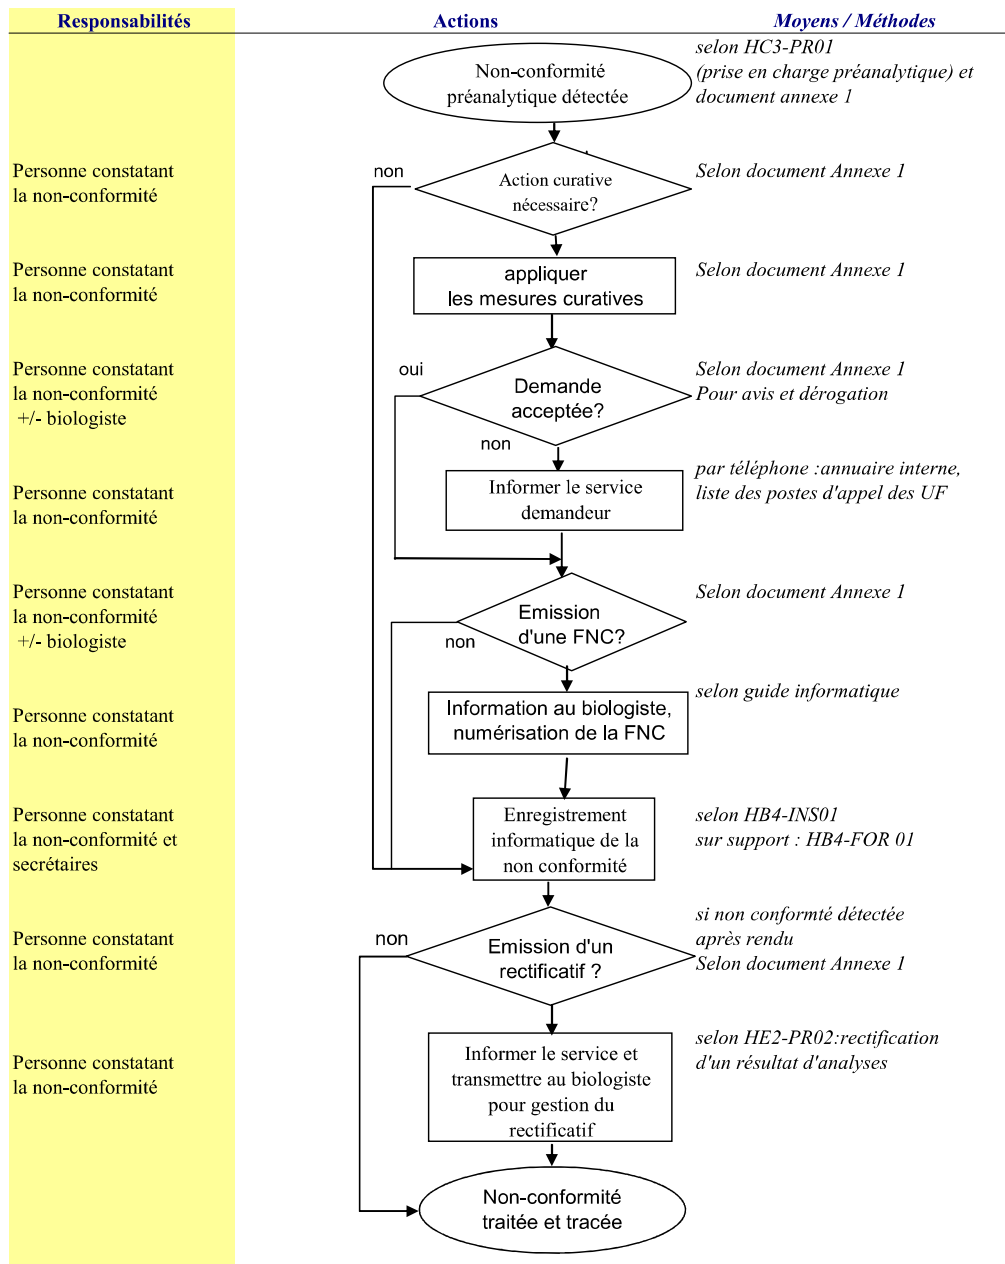 Responsabilités
Actions
Moyens / Méthodes
Non-conformité
préanalytique détectée
selon HC3-PR01
(prise en charge préanalytique) et
document annexe 1
Personne constatant
la non-conformité
non
Action curative
nécessaire?
Selon document Annexe 1
Personne constatant
la non-conformité
appliquer
les mesures curatives
Selon document Annexe 1
Personne constatant
la non-conformité
+/- biologiste
oui
Demande
acceptée?
non
Selon document Annexe 1
Pour avis et dérogation
Personne constatant
la non-conformité
Informer le service
demandeur
par téléphone :annuaire interne,
liste des postes d'appel des UF
Personne constatant
la non-conformité
+/- biologiste
Emission
d'une FNC?
non
Selon document Annexe 1
Personne constatant
la non-conformité
Information au biologiste,
numérisation de la FNC
selon guide informatique
Personne constatant
la non-conformité et
secrétaires
Enregistrement
informatique de la
non conformité
selon HB4-INS01
sur support : HB4-FOR 01
Personne constatant
la non-conformité
non
Emission d'un
rectificatif ?
si non conformté détectée
après rendu
Selon document Annexe 1
Personne constatant
la non-conformité
Informer le service et
transmettre au biologiste
pour gestion du
rectificatif
selon HE2-PR02:rectification
d'un résultat d'analyses
Non-conformité
traitée et tracée